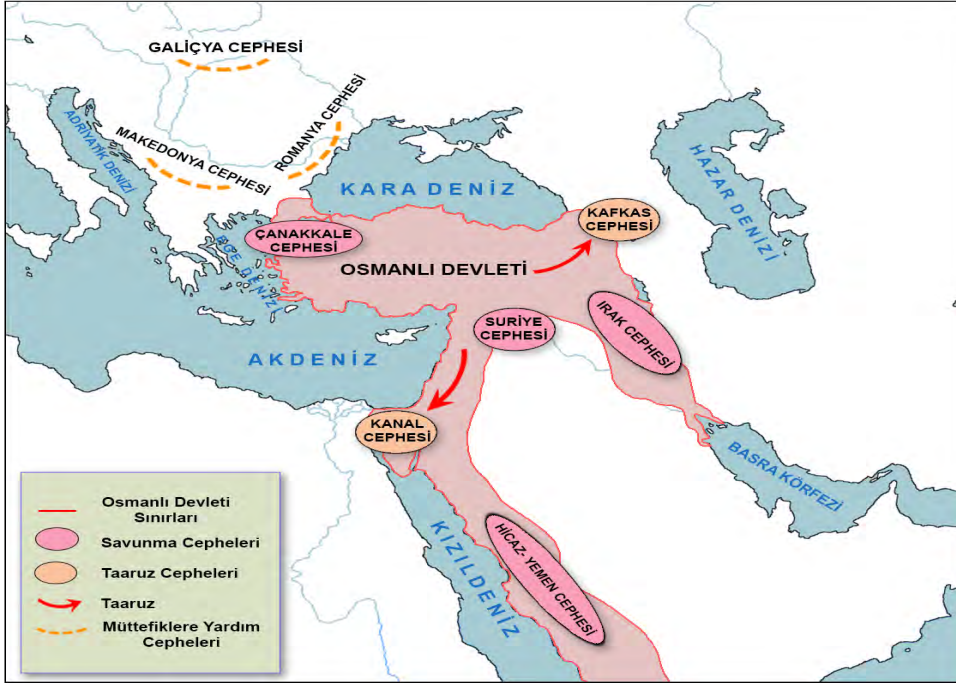 GALİÇYA CEPHESİ
ADRİYATİK DENİZİ
MAKEDONYA CEPHESİ
ROMANYA CEPHESİ
KARA DENİZ
HAZAR DENİZİ
ÇANAKKALE
CEPHESİ
KAFKAS
CEPHESİ
EGE DENİZİ
OSMANLI DEVLETİ
SURİYE
CEPHESİ
IRAK CEPHESİ
AKDENİZ
KANAL
CEPHESİ
BASRA KÖRFEZİ
KIZILDENİZ
HİCAZ- YEMEN CEPHESİ
Osmanlı Devleti
Sınırları
Savunma Cepheleri
Taaruz Cepheleri
Taaruz
Müttefiklere Yardım
Cepheleri